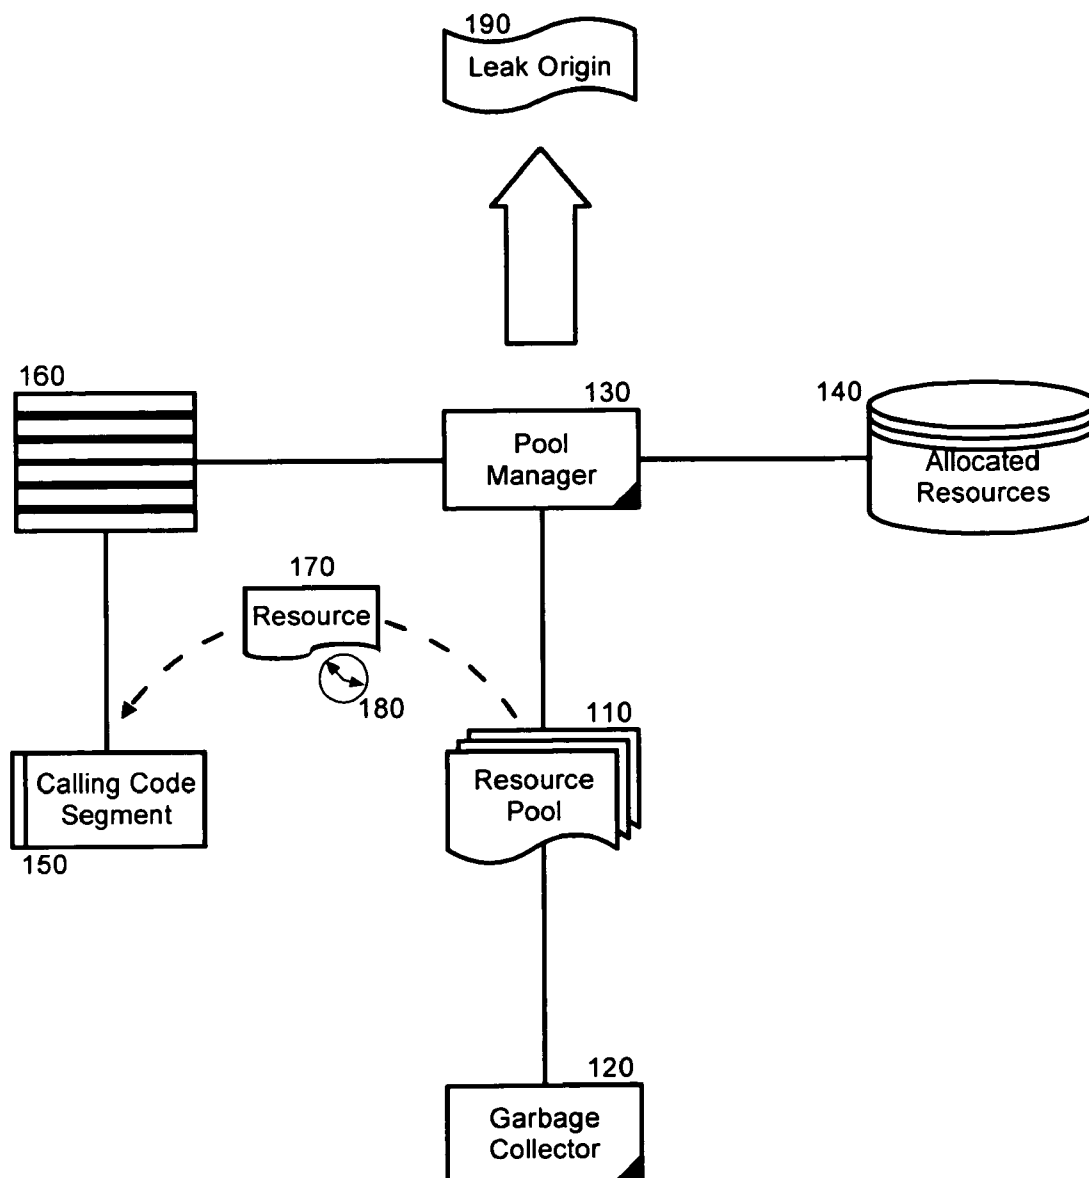 190
Leak Origin
160
130
140
Pool
Manager
Allocated
Resources
170
Resource
180
110
Calling Code
Segment
150
Resource
Pool
120
Garbage
Collector